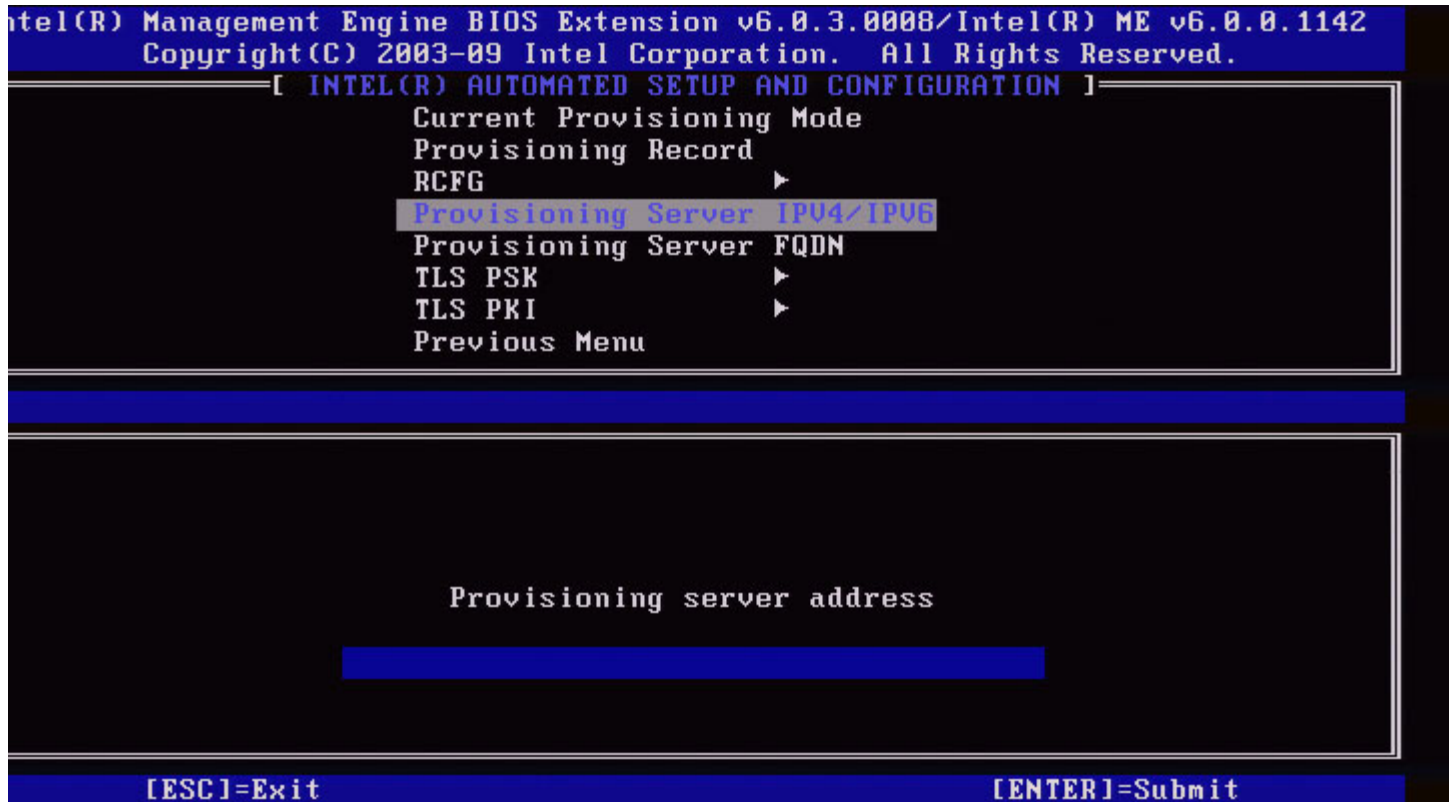 ntel(R) Management Engine BIOS Extension v6.0.3.0008/Intel(R) ME v6.0.0.1142
Copyright(C) 2003-09 Intel Corporation. All Rights Reserved.
[ INTEL(R) AUTOMATED SETUP AND CONFIGURATION ]
Current Provisioning Mode
Provisioning Record
RCFG ►
Provisioning Server IPV4/IPV6
Provisioning Server FQDN
TLS PSK ►
TLS PKI ►
Previous Menu
Provisioning server address
[ESC]=Exit [ENTER]=Submit